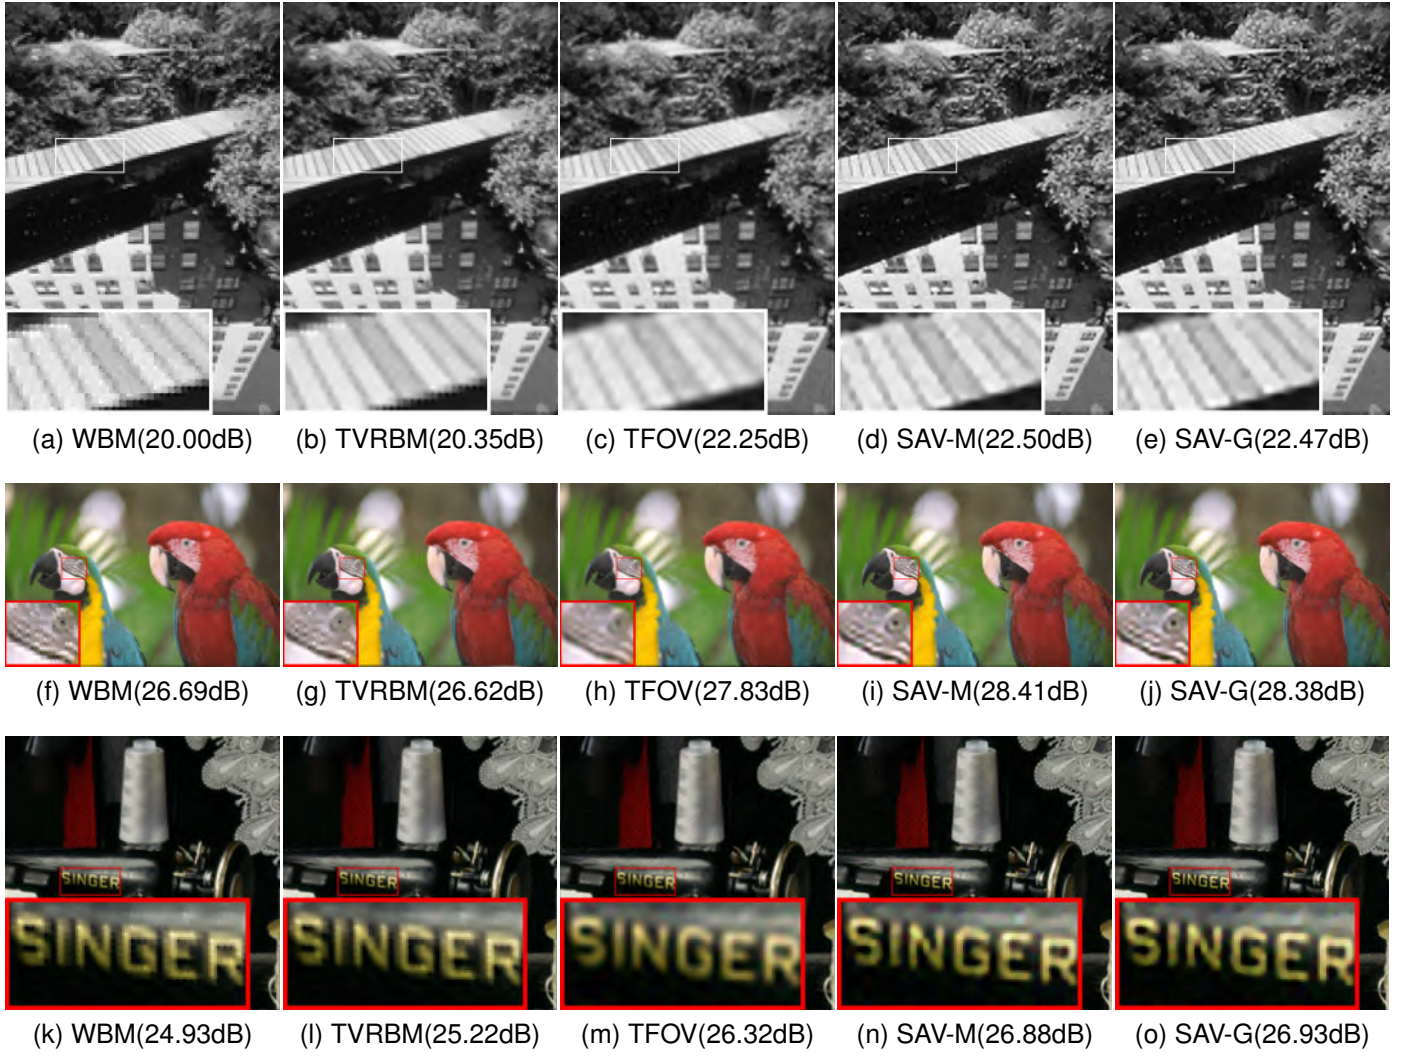 (a) WBM(20.00dB) (b) TVRBM(20.35dB) (c) TFOV(22.25dB) (d) SAV-M(22.50dB) (e) SAV-G(22.47dB)
(f) WBM(26.69dB) (g) TVRBM(26.62dB) (h) TFOV(27.83dB) (i) SAV-M(28.41dB) (j) SAV-G(28.38dB)
SINGER SINGER SINGER SINGER SINGER
SINGER SINGER SINGER SINGER SINGER
(k) WBM(24.93dB) (l) TVRBM(25.22dB) (m) TFOV(26.32dB) (n) SAV-M(26.88dB) (o) SAV-G(26.93dB)